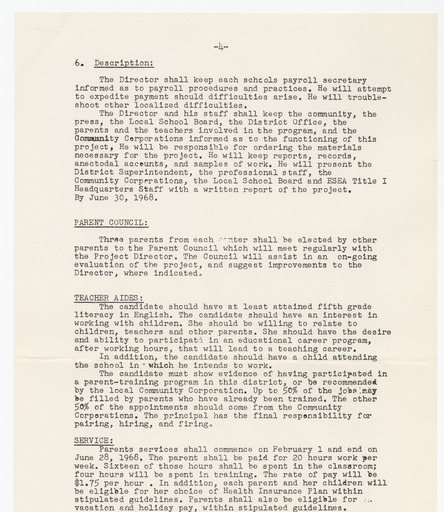 -4-
6. Description:
The Director shall keep each schools payroll secretary
informed as to payroll procedures and practices. He will attempt
to expedite payment should difficulties arise. He will trouble-
shoot other localized difficulties.
The Director and his staff shall keep the community, the
press, the Local School Board, the District Office, the
parents and the teachers involved in the program, and the
Community Corporations informed as to the functioning of this
project, He will be responsible for ordering the materials
necessary for the project. He will keep reports, records,
anectodal accounts, and samples of work. He will present the
District Superintendent, the professional staff, the
Community Corporations, the Local School Board and ESEA Title I
Headquarters Staff with a written report of the project.
By June 30, 1968.
PARENT COUNCIL:
Three parents from each center shall be elected by other
parents to the Parent Council which will meet regularly with
the Project Director. The Council will assist in an on-going
evaluation of the project, and suggest improvements to the
Director, where indicated.
TEACHER AIDES:
The candidate should have at least attained fifth grade
literacy in English. The candidate should have an interest in
working with children. She should be willing to relate to
children, teachers and other parents. She should have the desire
and ability to participate in an educational career program,
after working hours, that will lead to a teaching career.
In addition, the candidate should have a child attending
the school in which he intends to work.
The candidate must show evidence of having participated in
a parent-training program in this district, or be recommended
by the local Community Corporation. Up to 50% of the jobs may
be filled by parents who have already been trained. The other
50% of the appointments should come from the Community
Corporations. The principal has the final responsibility for
pairing, hiring, and firing.
SERVICE:
Parents services shall commence on February 1 and end on
June 28, 1968. The parent shall be paid for 20 hours work per
week. Sixteen of those hours shall be spent in the classroom;
four hours will be spent in training. The rate of pay will be
$1.75 per hour . In addition, each parent and her children will
be eligible for her choice of Health Insurance Plan within
stipulated guidelines. Parents shall also be eligible for
vacation and holiday pay, within stipulated guidelines.